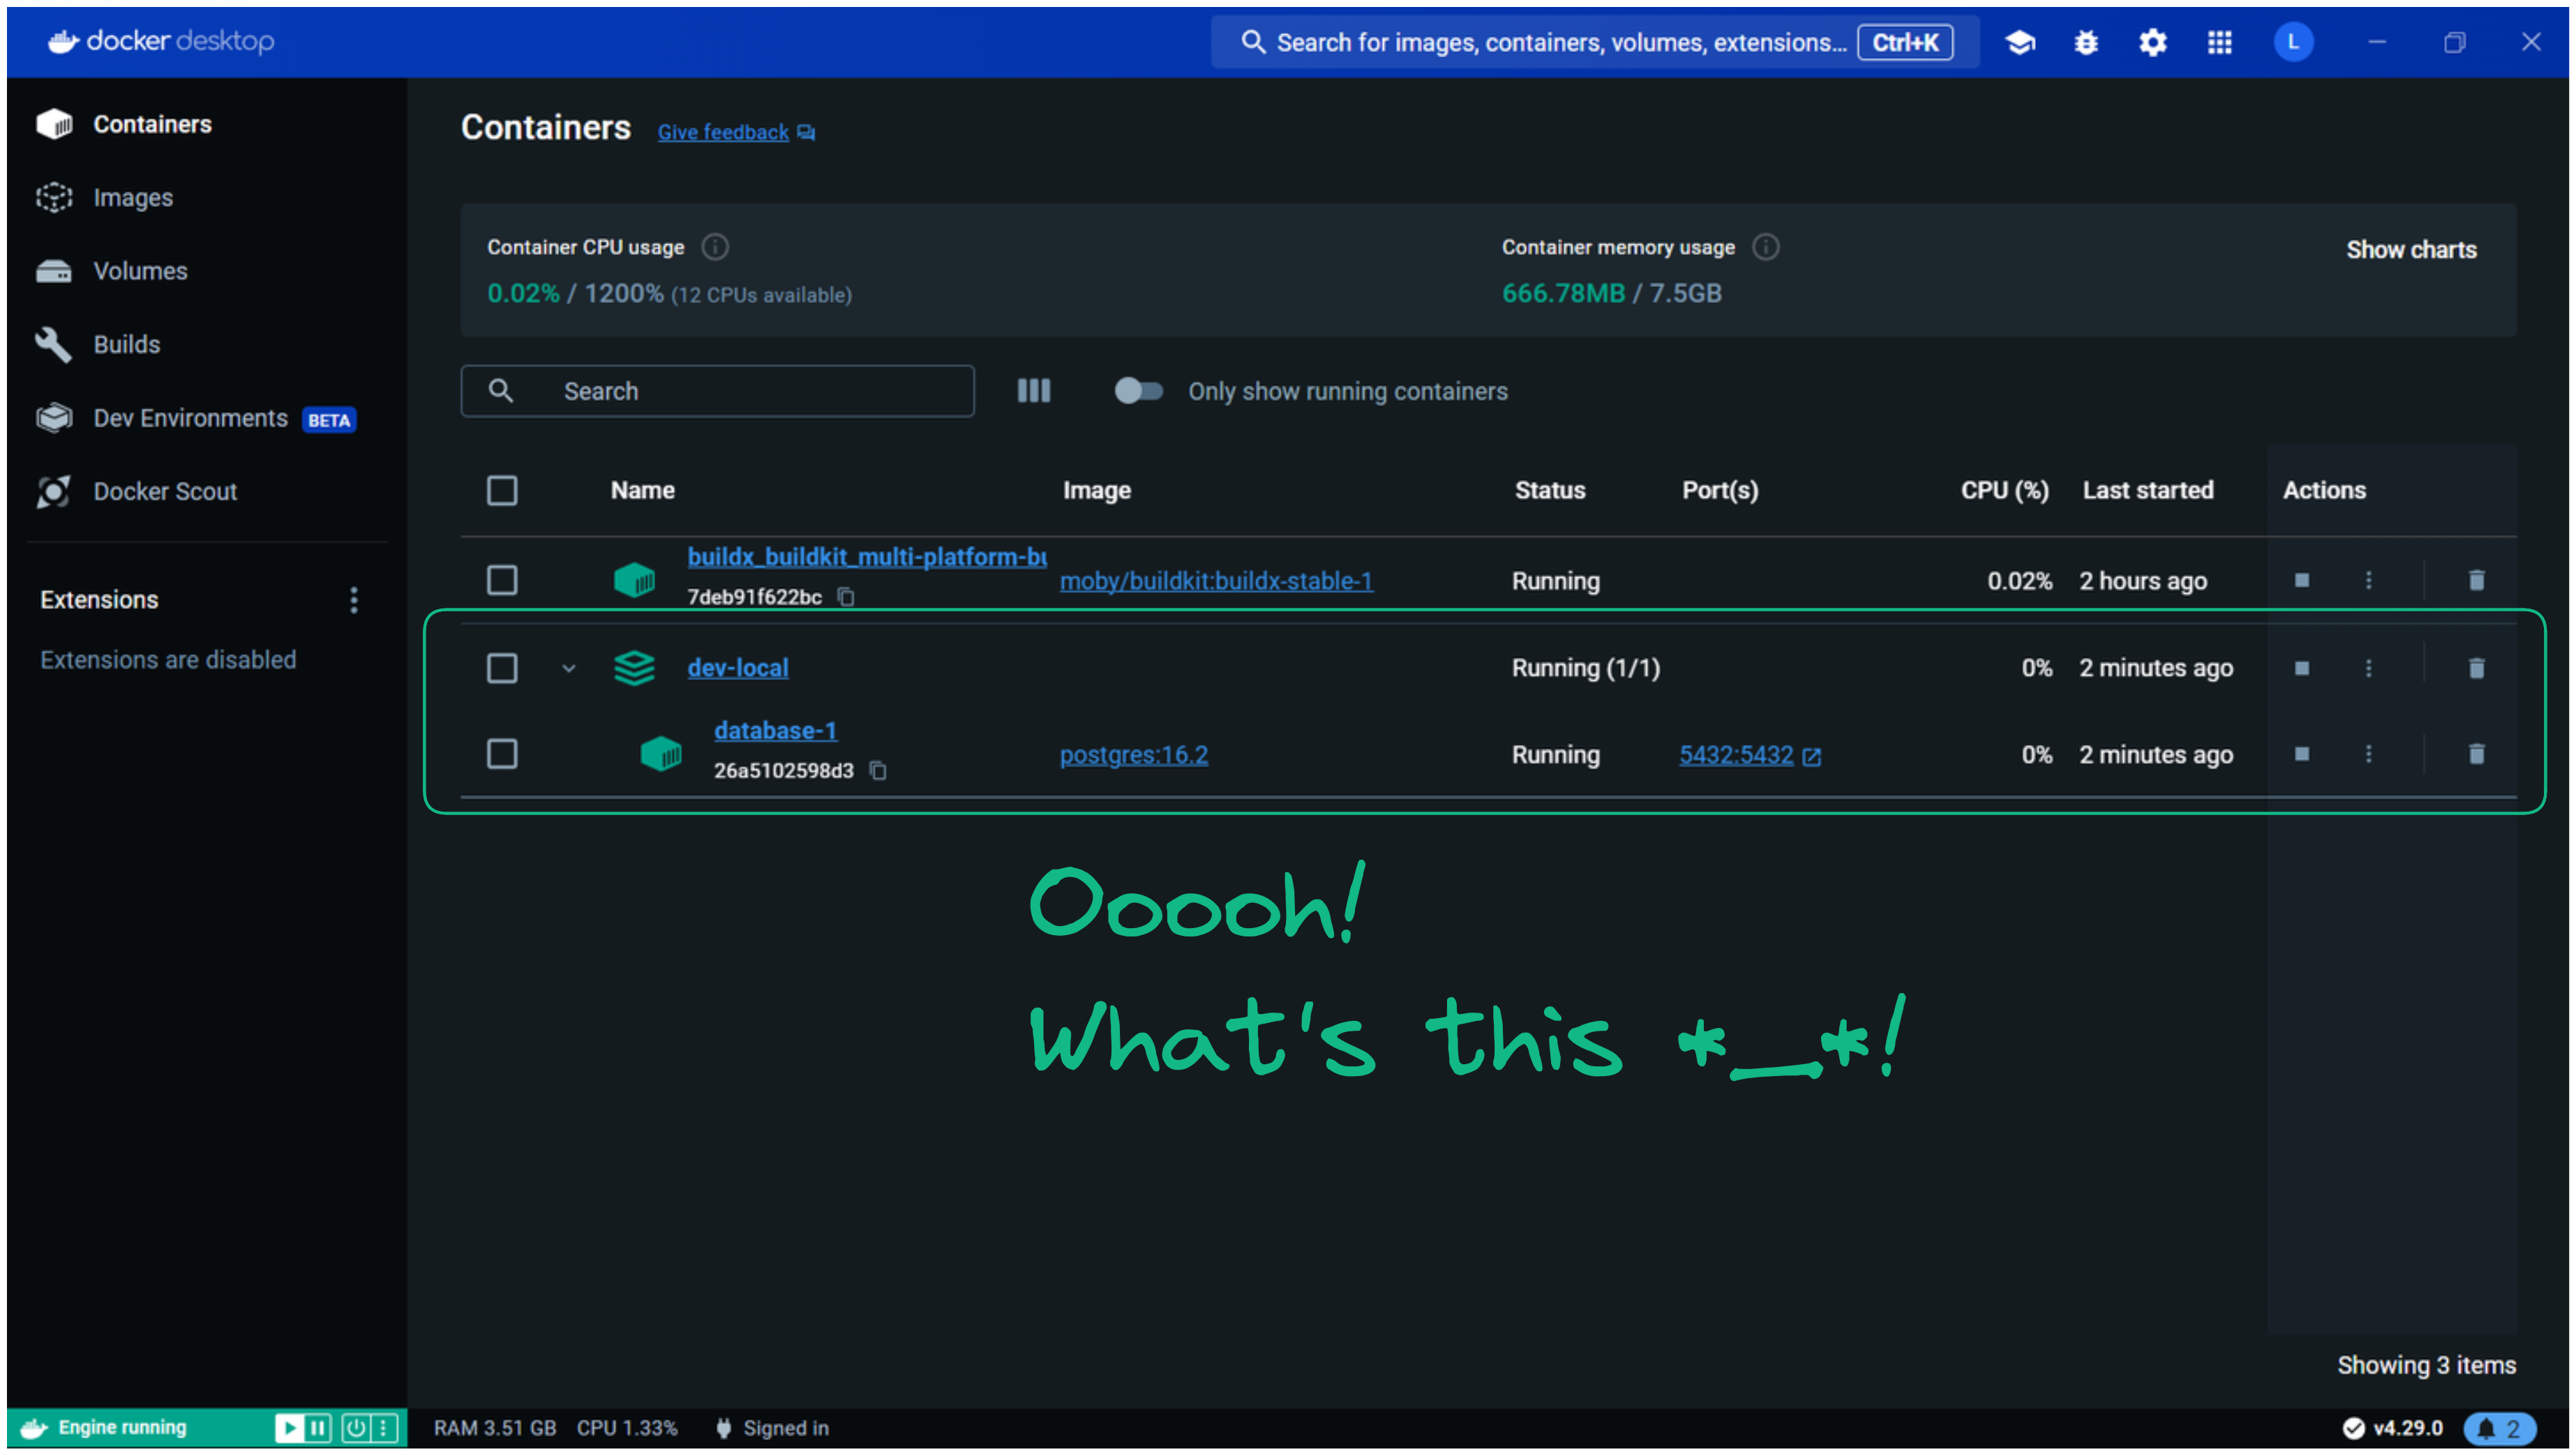 docker desktop
Search for images, containers, volumes, extensions... Ctrl+K
L
Containers
Images
Volumes
Builds
Dev Environments BETA
Docker Scout
Extensions
Extensions are disabled
Containers Give feedback
Container CPU usage
0.02% / 1200% (12 CPUs available)
Container memory usage
666.78MB / 7.5GB
Show charts
Search
Only show running containers
Name Image Status Port(s) CPU (%) Last started Actions
buildx_buildkit_multi-platform-bu
7deb91f622bc
moby/buildkit:buildx-stable-1 Running 0.02% 2 hours ago
dev-local Running (1/1) 0% 2 minutes ago
database-1
26a5102598d3
postgres:16.2 Running 5432:5432 0% 2 minutes ago
Ooooh!
What's this *__*!
Showing 3 items
Engine running
RAM 3.51 GB CPU 1.33% Signed in
v4.29.0 2